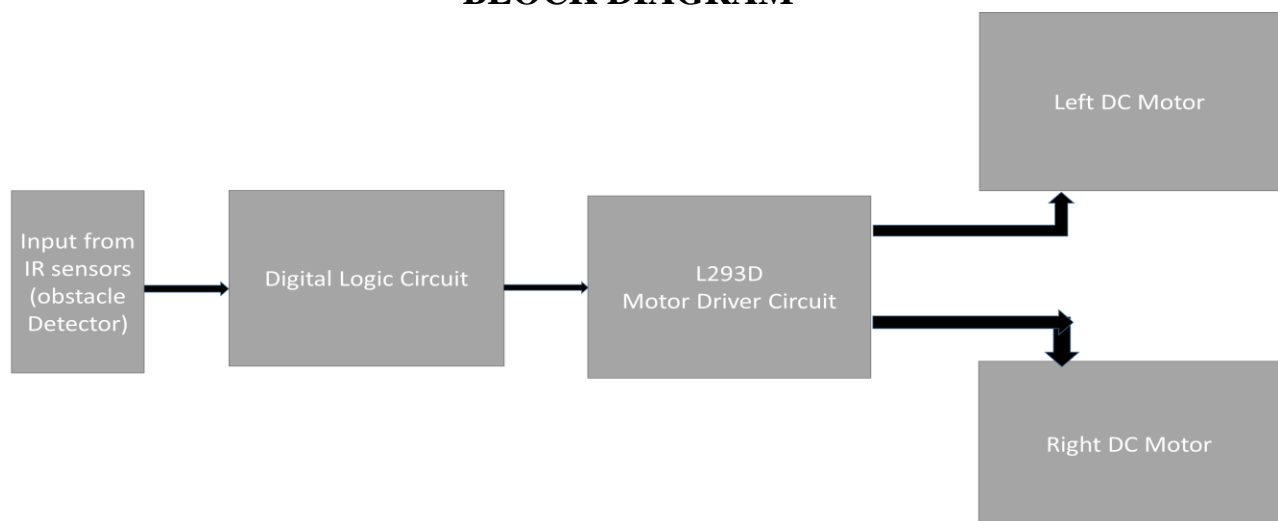 BLOCK DIAGRAM
Left DC Motor
Input from
IR sensors
(obstacle
Detector)
Digital Logic Circuit
L293D
Motor Driver Circuit
Right DC Motor